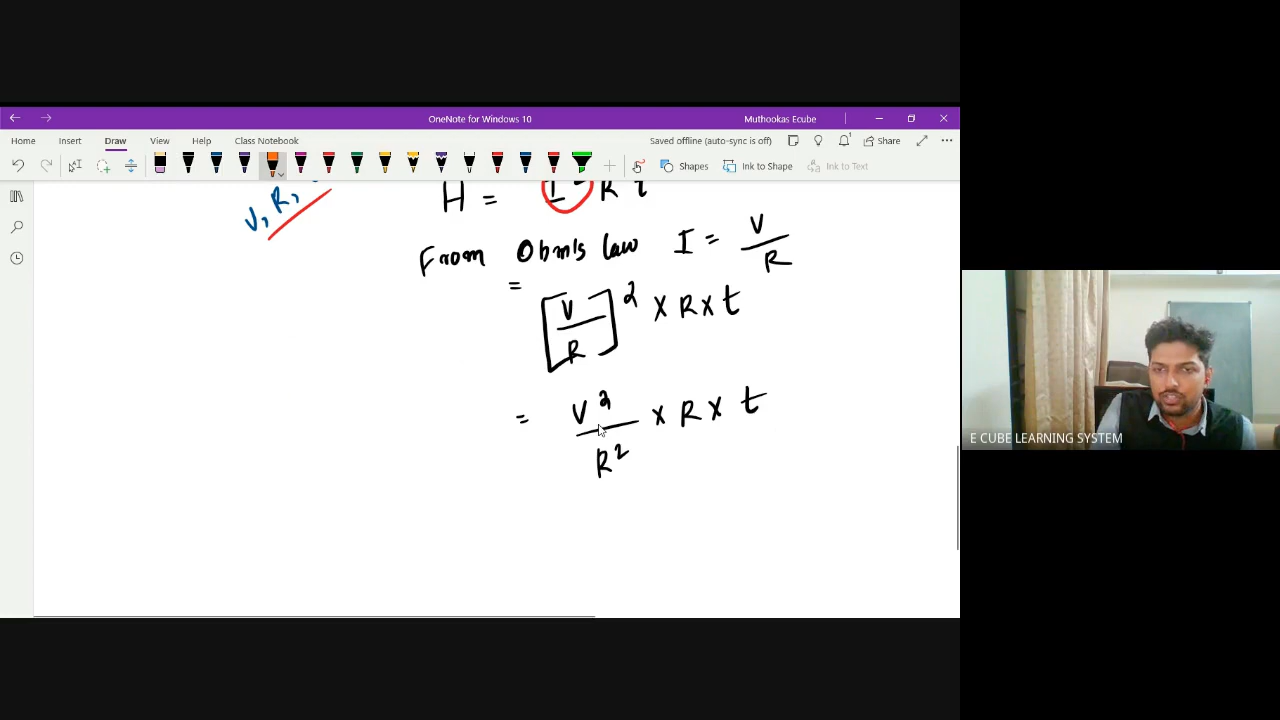 OneNote for Windows 10
Muthookas Ecube
Home Insert Draw View Help Class Notebook
Saved offline (auto-sync is off)
Share
Shapes
Ink to Shape
Ink to Text
V, R,
H = I² R t
From Ohm's law I = V/R
= [V/R]² × R × t
= V²/R² × R × t
E CUBE LEARNING SYSTEM